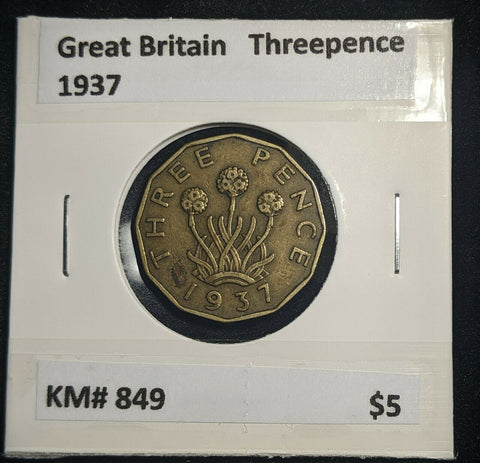 Great Britain Threepence
1937
THREE PENCE
1937
KM# 849 $5